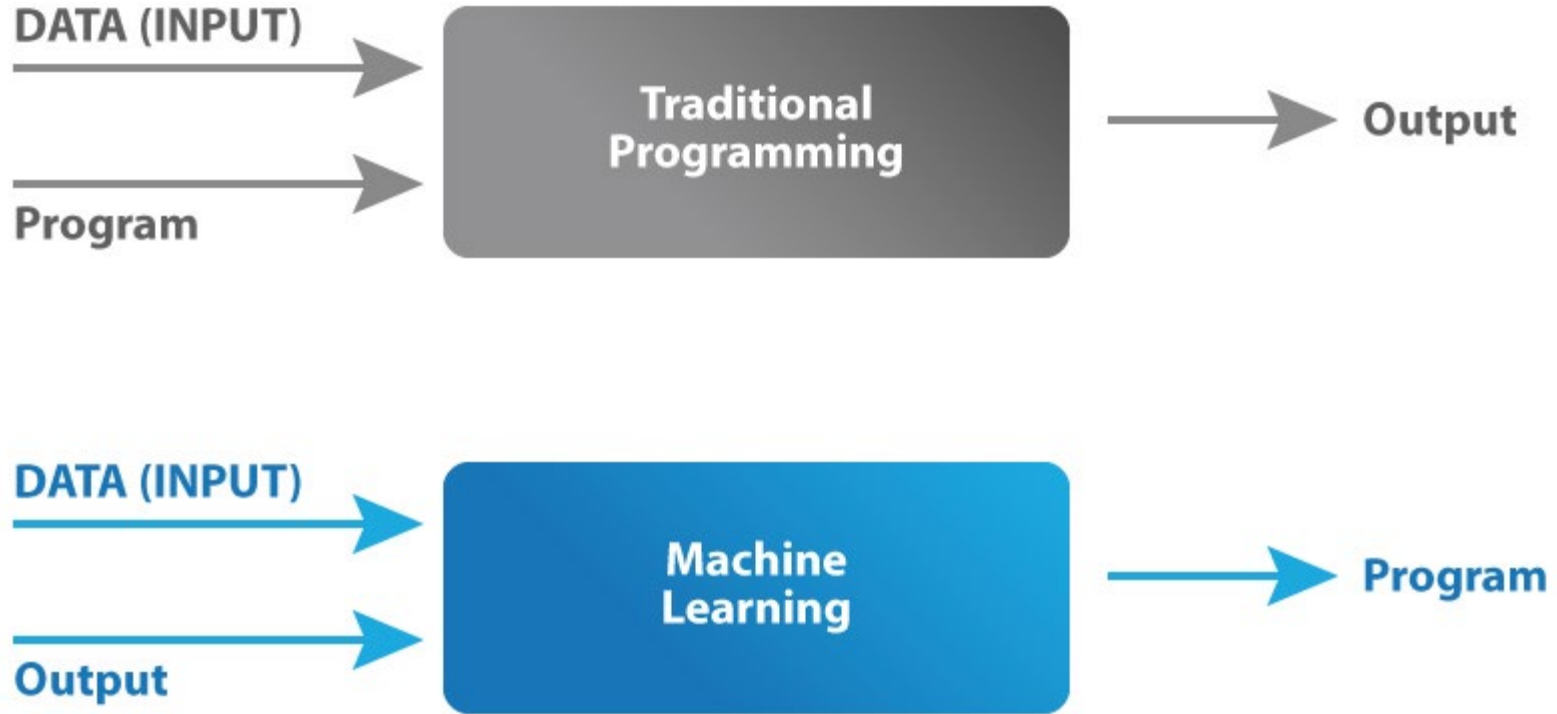 DATA (INPUT)
Program
Traditional
Programming
Output
DATA (INPUT)
Output
Machine
Learning
Program